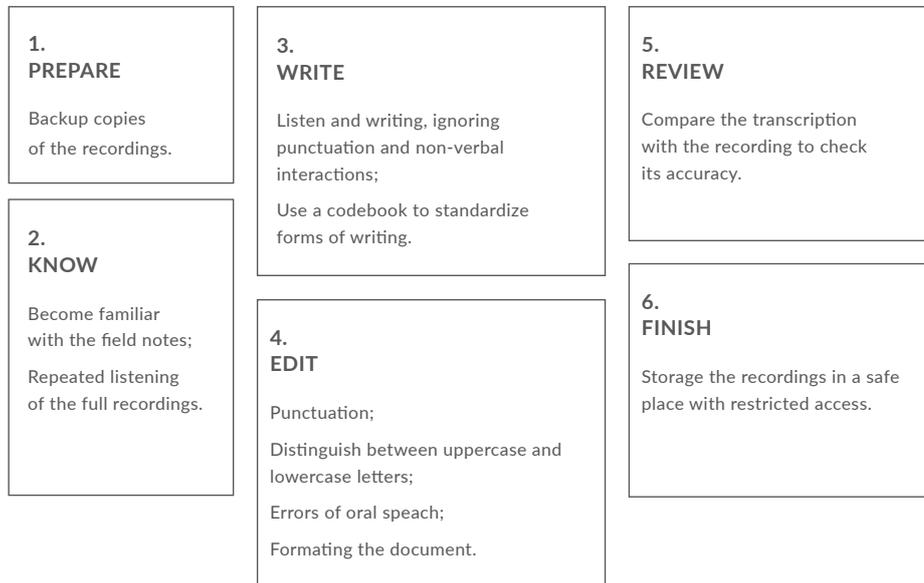 1.
PREPARE
Backup copies
of the recordings.
2.
KNOW
Become familiar
with the field notes;
Repeated listening
of the full recordings.
3.
WRITE
Listen and writing, ignoring
punctuation and non-verbal
interactions;
Use a codebook to standardize
forms of writing.
4.
EDIT
Punctuation;
Distinguish between uppercase and
lowercase letters;
Errors of oral speach;
Formating the document.
5.
REVIEW
Compare the transcription
with the recording to check
its accuracy.
6.
FINISH
Storage the recordings in a safe
place with restricted access.